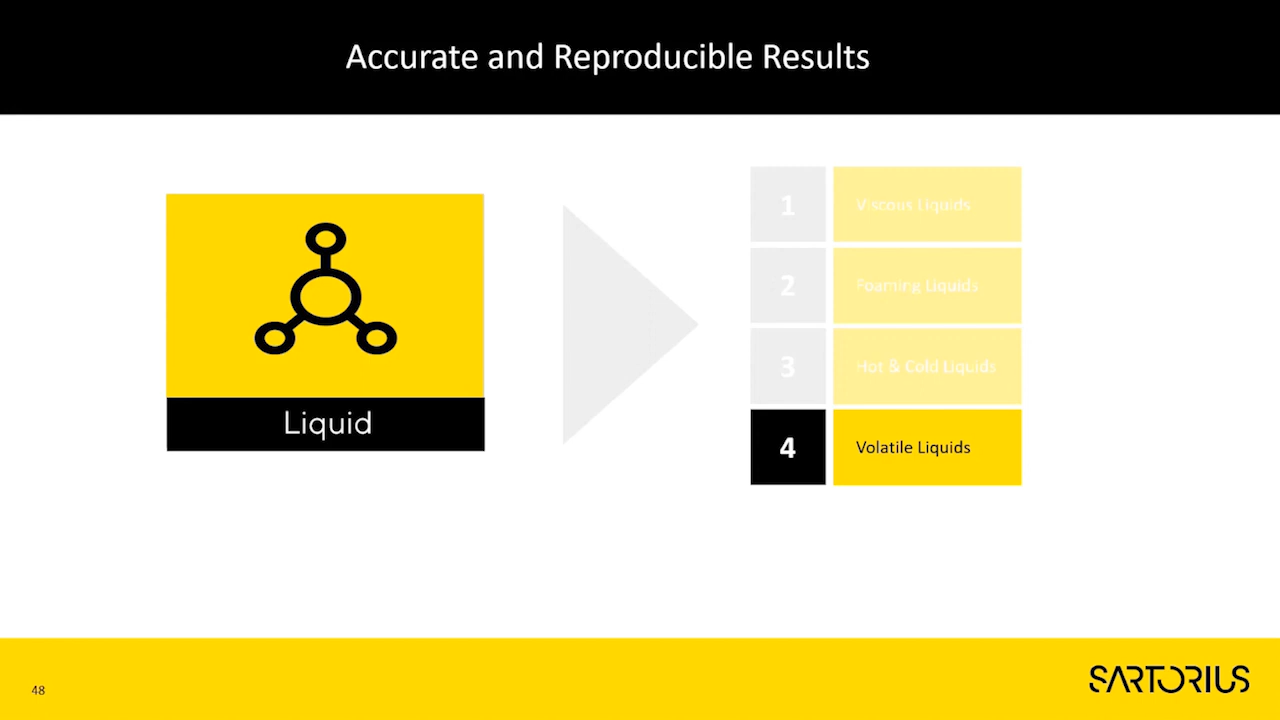 Accurate and Reproducible Results
Liquid
1 Viscous Liquids
2 Foaming Liquids
3 Hot & Cold Liquids
4 Volatile Liquids
48
SARTORIUS